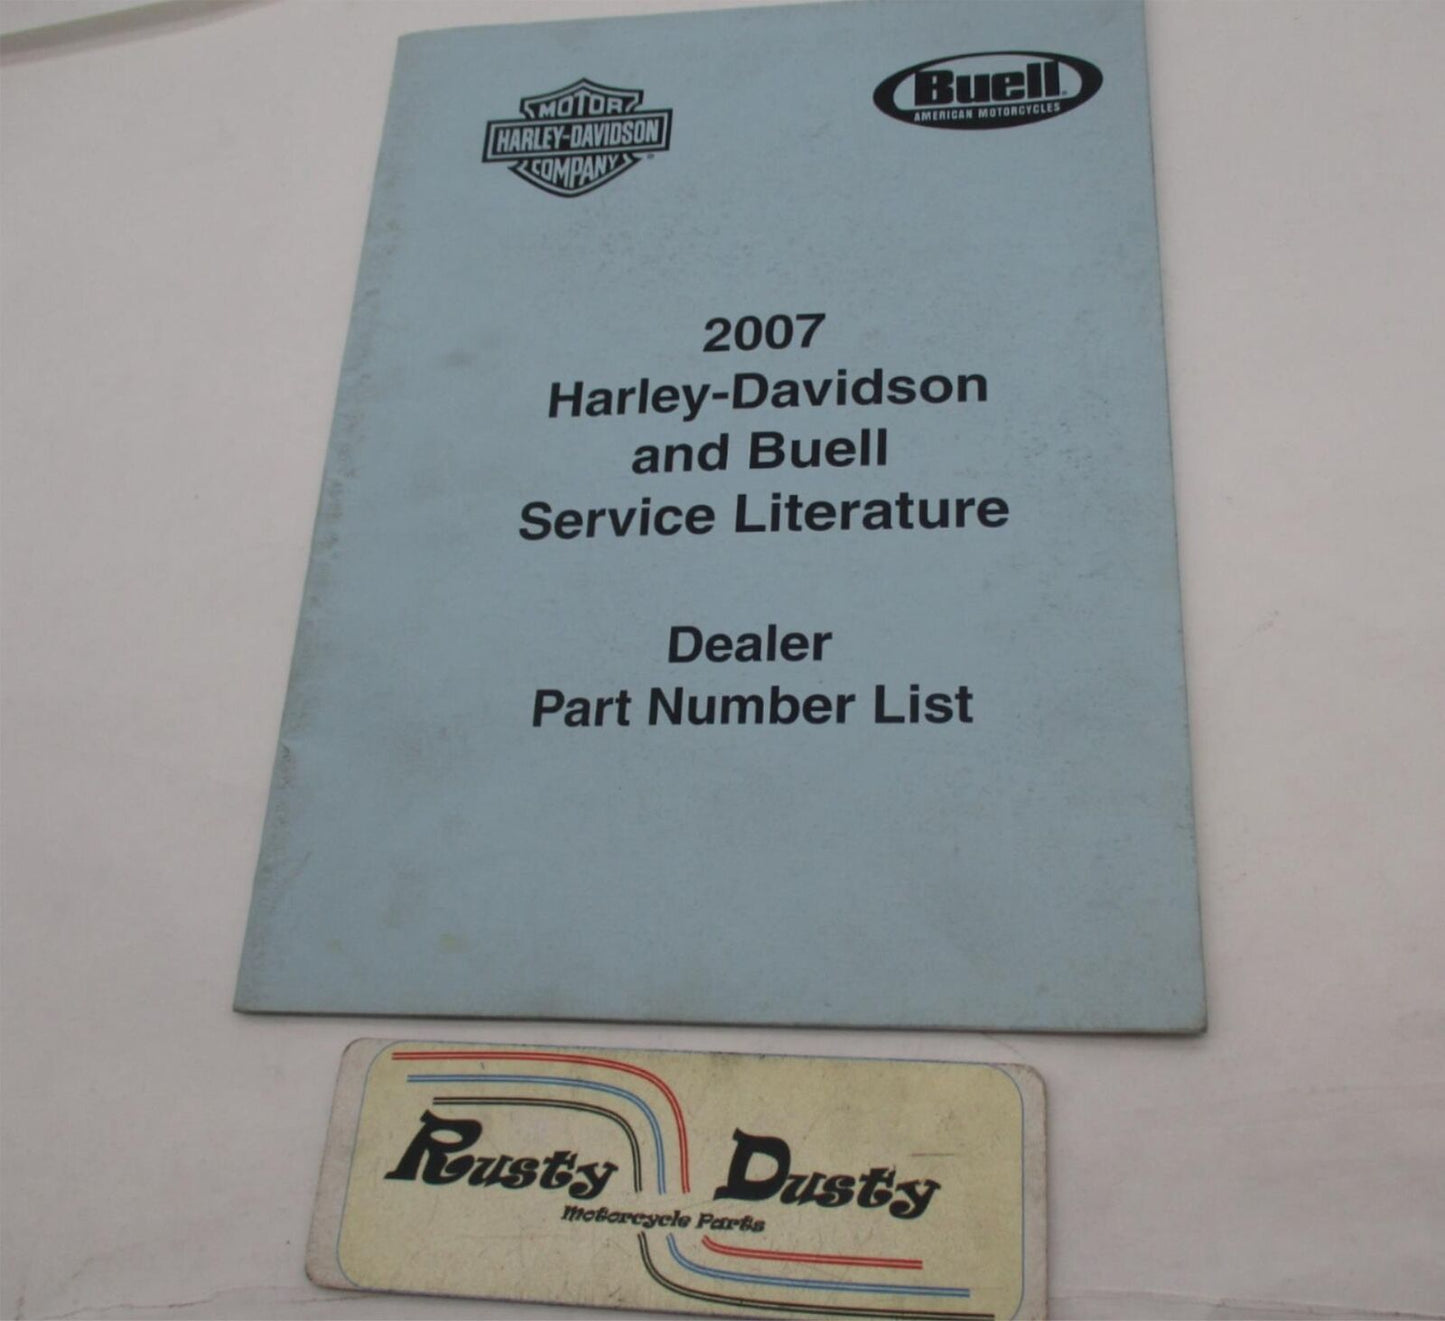 MOTOR
HARLEY-DAVIDSON
COMPANY
Buell
AMERICAN MOTORCYCLES
2007
Harley-Davidson
and Buell
Service Literature
Dealer
Part Number List
Rusty Dusty
Motorcycle Parts